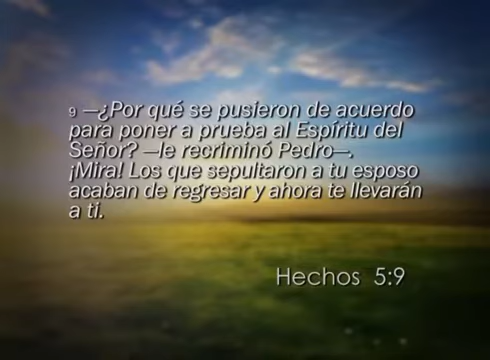 9 —¿Por qué se pusieron de acuerdo
para poner a prueba al Espíritu del
Señor? —le recriminó Pedro—.
¡Mira! Los que sepultaron a tu esposo
acaban de regresar y ahora te llevarán
a ti.
Hechos 5:9